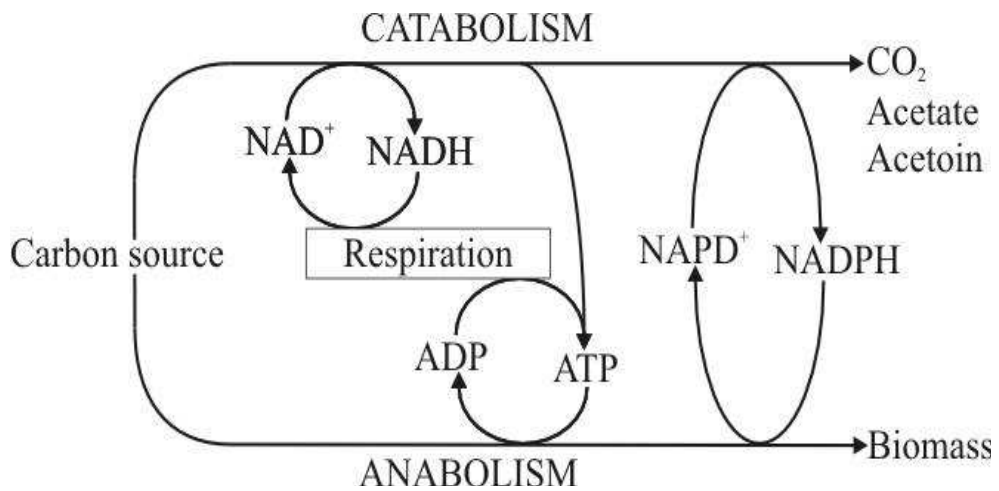 CATABOLISM
CO₂
Acetate
Acetoin
NAD⁺
NADH
Carbon source
Respiration
NAPD⁺
NADPH
ADP
ATP
Biomass
ANABOLISM